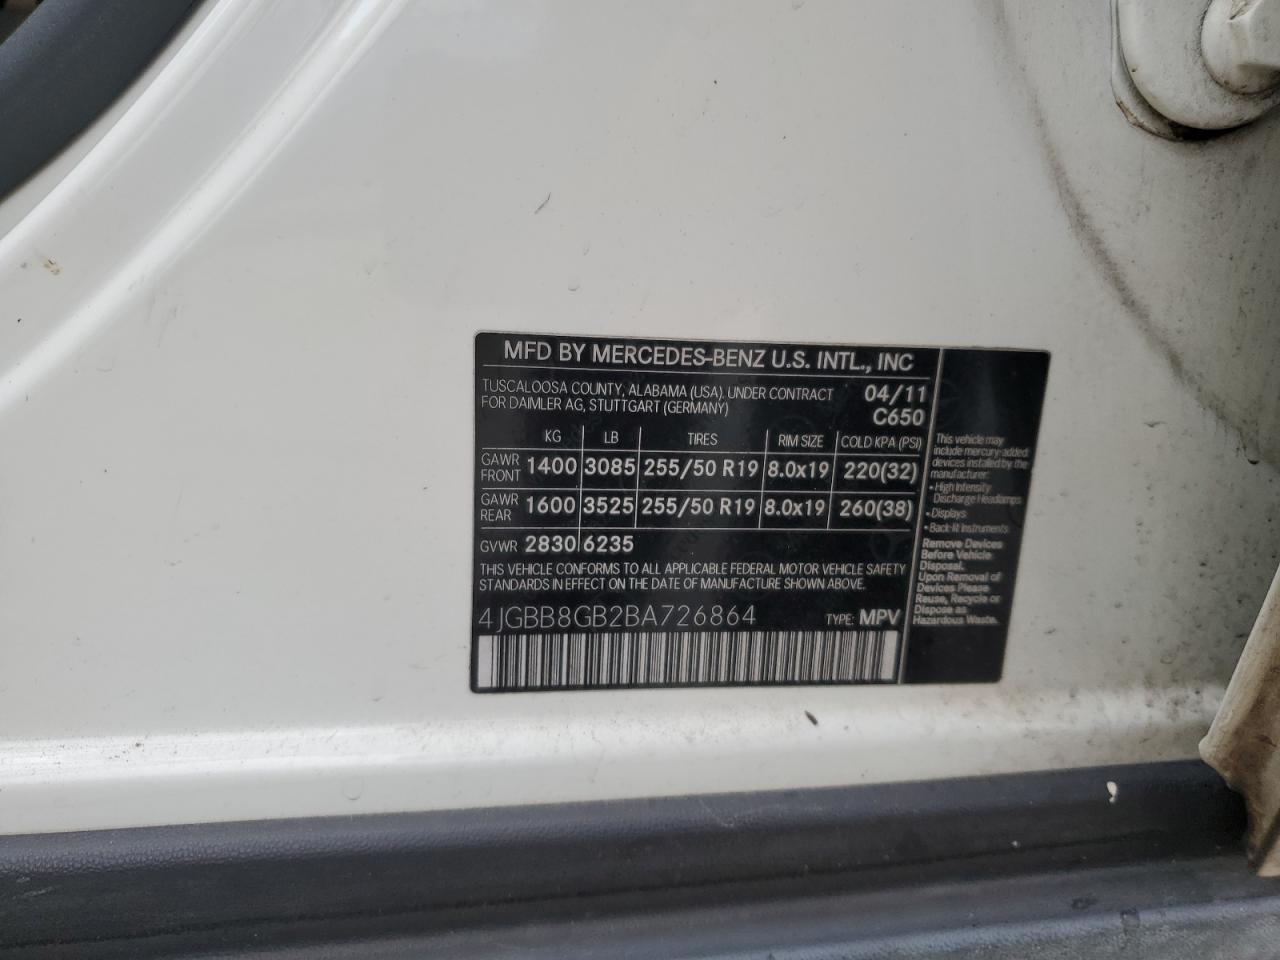 MFD BY MERCEDES-BENZ U.S. INTL., INC
TUSCALOOSA COUNTY, ALABAMA (USA), UNDER CONTRACT 04/11
FOR DAIMLER AG, STUTTGART (GERMANY) C650
KG LB TIRES RIM SIZE COLD KPA (PSI)
GAWR FRONT 1400 3085 255/50 R19 8.0x19 220(32)
GAWR REAR 1600 3525 255/50 R19 8.0x19 260(38)
GVWR 2830 6235
THIS VEHICLE CONFORMS TO ALL APPLICABLE FEDERAL MOTOR VEHICLE SAFETY
STANDARDS IN EFFECT ON THE DATE OF MANUFACTURE SHOWN ABOVE.
4JGBB8GB2BA726864 TYPE: MPV
This vehicle may
include mercury-added
devices installed by the
manufacturer:
• High Intensity
Discharge Headlamps
• Displays
• Back-lit Instruments
Remove Devices
Before Vehicle
Disposal.
Upon Removal of
Devices Please
Reuse, Recycle or
Dispose as
Hazardous Waste.